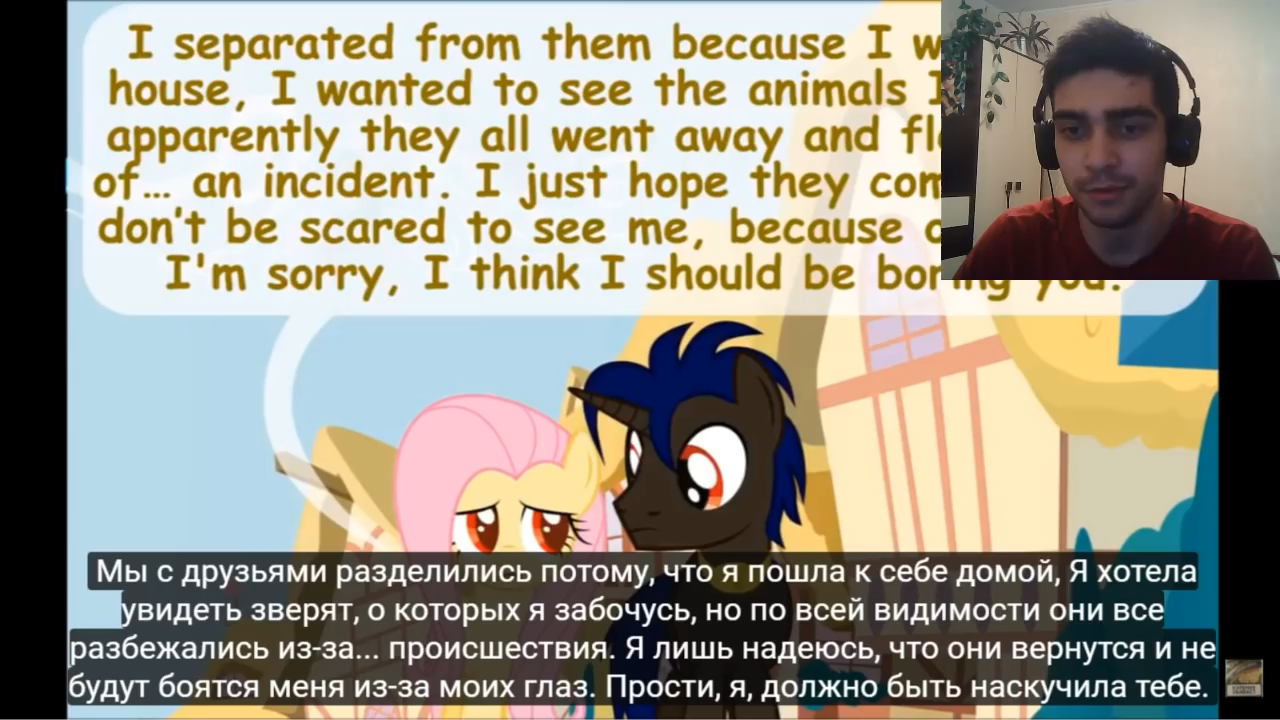 I separated from them because I w
house, I wanted to see the animals I
apparently they all went away and fl
of... an incident. I just hope they com
don't be scared to see me, because o
I'm sorry, I think I should be boring you.
Мы с друзьями разделились потому, что я пошла к себе домой, Я хотела
увидеть зверят, о которых я забочусь, но по всей видимости они все
разбежались из-за... происшествия. Я лишь надеюсь, что они вернутся и не
будут боятся меня из-за моих глаз. Прости, я, должно быть наскучила тебе.